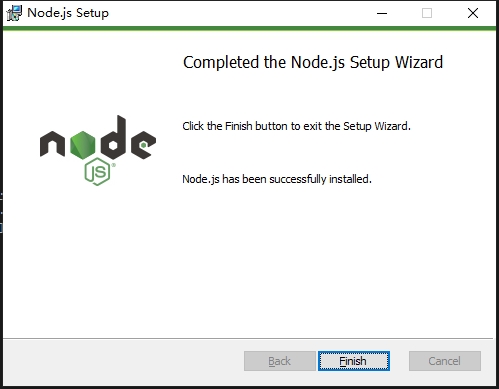 Node.js Setup
Completed the Node.js Setup Wizard
Click the Finish button to exit the Setup Wizard.
node
JS
Node.js has been successfully installed.
Back
Finish
Cancel